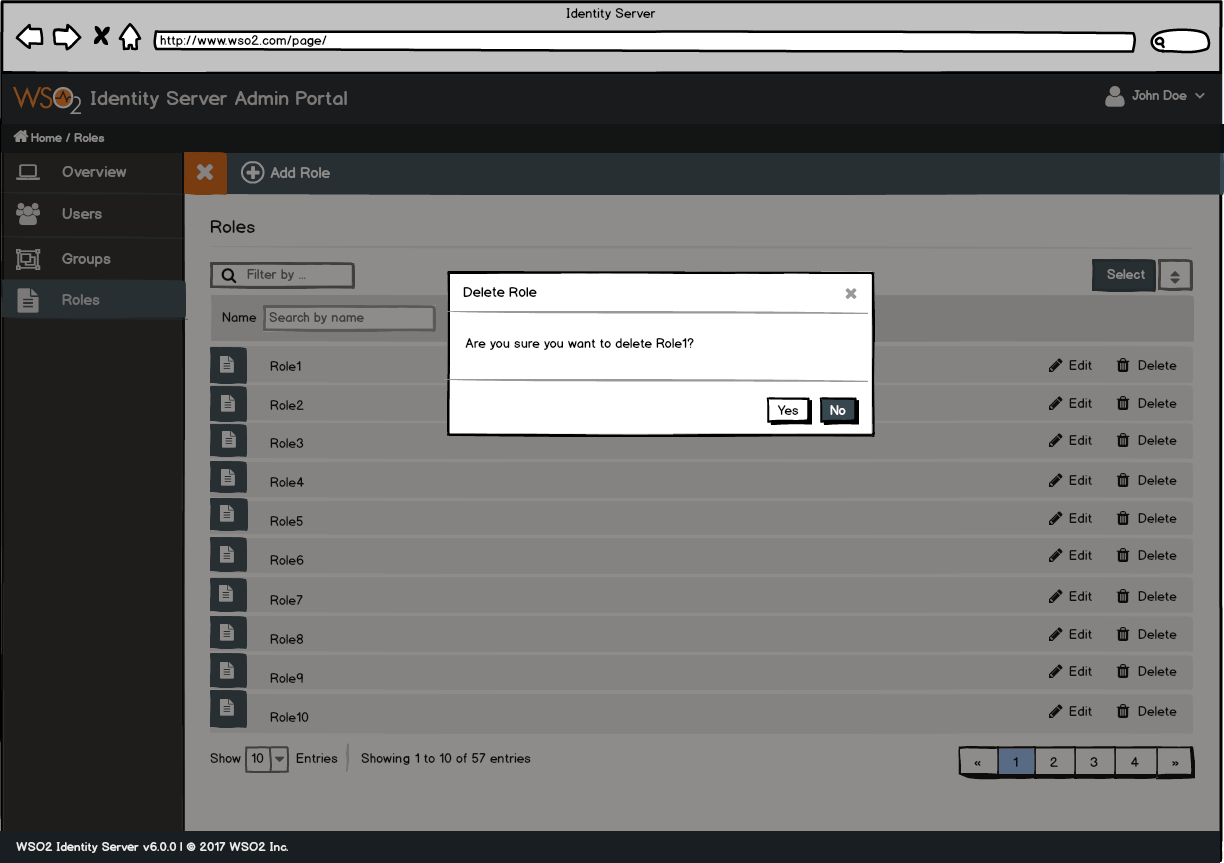 Identity Server
http://www.wso2.com/page/
WSO2 Identity Server Admin Portal
John Doe
Home / Roles
Overview
Users
Groups
Roles
Add Role
Roles
Filter by ...
Select
Name Search by name
Delete Role
Are you sure you want to delete Role1?
Yes No
Role1 Edit Delete
Role2 Edit Delete
Role3 Edit Delete
Role4 Edit Delete
Role5 Edit Delete
Role6 Edit Delete
Role7 Edit Delete
Role8 Edit Delete
Role9 Edit Delete
Role10 Edit Delete
Show 10 Entries Showing 1 to 10 of 57 entries
« 1 2 3 4 »
WSO2 Identity Server v6.0.0 | © 2017 WSO2 Inc.